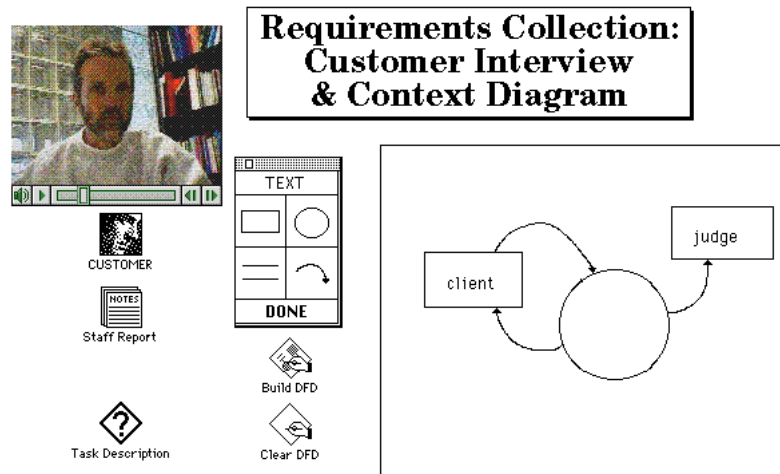 Requirements Collection:
Customer Interview
& Context Diagram
TEXT
CUSTOMER
NOTES
Staff Report
DONE
Build DFD
Task Description
Clear DFD
client
judge